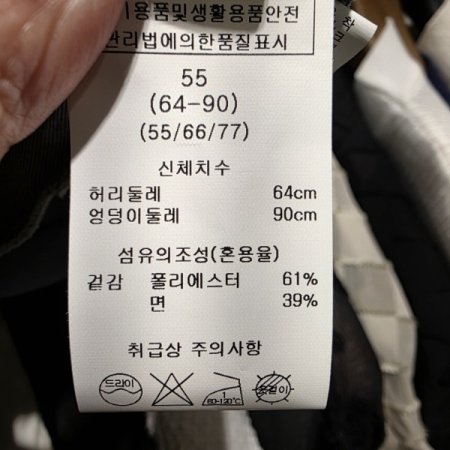 용품및생활용품안전
관리법에의한품질표시
55
(64-90)
(55/66/77)
신체치수
허리둘레 64cm
엉덩이둘레 90cm
섬유의조성(혼용율)
겉감 폴리에스터 61%
면 39%
취급상 주의사항
드라이
80-120℃
옷걸이